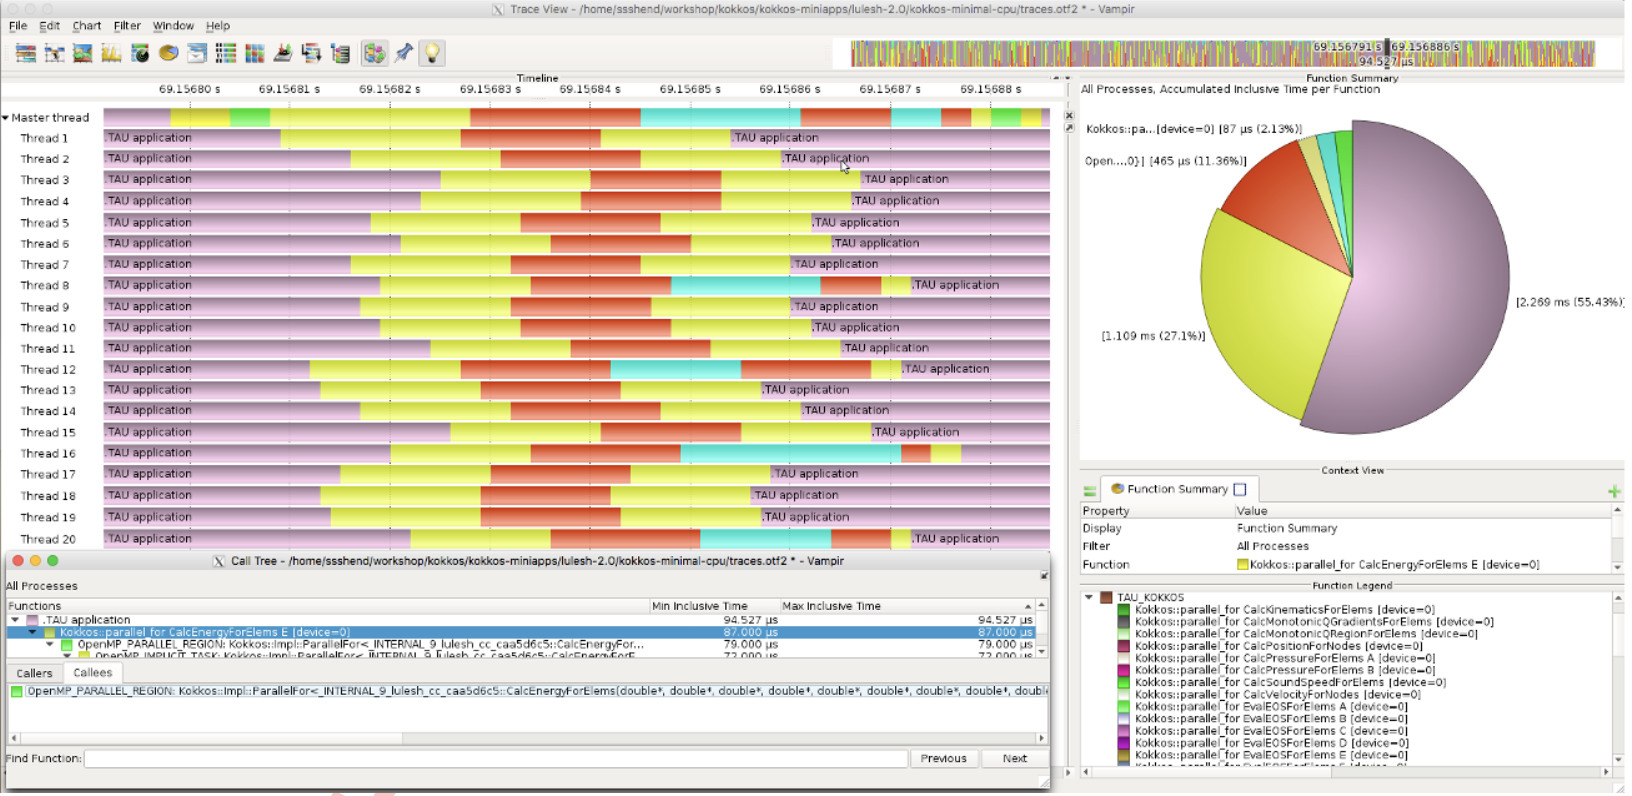 Trace View - /home/ssshend/workshop/kokkos/kokkos-miniapps/lulesh-2.0/kokkos-minimal-cpu/traces.otf2 * - Vampir
File Edit Chart Filter Window Help
69.156791 s 69.156886 s
94.527 µs
Timeline
69.15680 s 69.15681 s 69.15682 s 69.15683 s 69.15684 s 69.15685 s 69.15686 s 69.15687 s 69.15688 s
Master thread
Thread 1 .TAU application .TAU application
Thread 2 .TAU application .TAU application
Thread 3 .TAU application .TAU application
Thread 4 .TAU application .TAU application
Thread 5 .TAU application .TAU application
Thread 6 .TAU application .TAU application
Thread 7 .TAU application .TAU application
Thread 8 .TAU application .TAU application
Thread 9 .TAU application .TAU application
Thread 10 .TAU application .TAU application
Thread 11 .TAU application .TAU application
Thread 12 .TAU application .TAU application
Thread 13 .TAU application .TAU application
Thread 14 .TAU application .TAU application
Thread 15 .TAU application .TAU application
Thread 16 .TAU application
Thread 17 .TAU application .TAU application
Thread 18 .TAU application .TAU application
Thread 19 .TAU application .TAU application
Thread 20 .TAU application .TAU application
Function Summary
All Processes, Accumulated Inclusive Time per Function
Kokkos::pa...[device=0] [87 µs (2.13%)]
Open....0}| [465 µs (11.36%)]
[2.269 ms (55.43%)]
[1.109 ms (27.1%)]
Context View
Function Summary
Property Value
Display Function Summary
Filter All Processes
Function Kokkos::parallel_for CalcEnergyForElems E [device=0]
Function Legend
TAU_KOKKOS
Kokkos::parallel_for CalcKinematicsForElems [device=0]
Kokkos::parallel_for CalcMonotonicQGradientsForElems [device=0]
Kokkos::parallel_for CalcMonotonicQRegionForElems [device=0]
Kokkos::parallel_for CalcPositionForNodes [device=0]
Kokkos::parallel_for CalcPressureForElems A [device=0]
Kokkos::parallel_for CalcPressureForElems B [device=0]
Kokkos::parallel_for CalcSoundSpeedForElems [device=0]
Kokkos::parallel_for CalcVelocityForNodes [device=0]
Kokkos::parallel_for EvalEOSForElems A [device=0]
Kokkos::parallel_for EvalEOSForElems B [device=0]
Kokkos::parallel_for EvalEOSForElems C [device=0]
Kokkos::parallel_for EvalEOSForElems D [device=0]
Kokkos::parallel_for EvalEOSForElems E [device=0]
Call Tree - /home/ssshend/workshop/kokkos/kokkos-miniapps/lulesh-2.0/kokkos-minimal-cpu/traces.otf2 * - Vampir
All Processes
Functions Min Inclusive Time Max Inclusive Time
.TAU application 94.527 µs 94.527 µs
Kokkos::parallel_for CalcEnergyForElems E [device=0] 87.000 µs 87.000 µs
OpenMP_PARALLEL_REGION: Kokkos::Impl::ParallelFor<_INTERNAL_9_lulesh_cc_caa5d6c5::CalcEnergyFor... 79.000 µs 79.000 µs
OpenMP_IMPLICIT_TASK: Kokkos::Impl::ParallelFor<_INTERNAL_9_lulesh_cc_caa5d6c5::CalcEnergyForE... 72.000 µs 72.000 µs
Callers Callees
OpenMP_PARALLEL_REGION: Kokkos::Impl::ParallelFor<_INTERNAL_9_lulesh_cc_caa5d6c5::CalcEnergyForElems(double*, double*, double*, double*, double*, double*, doubl
Find Function: Previous Next